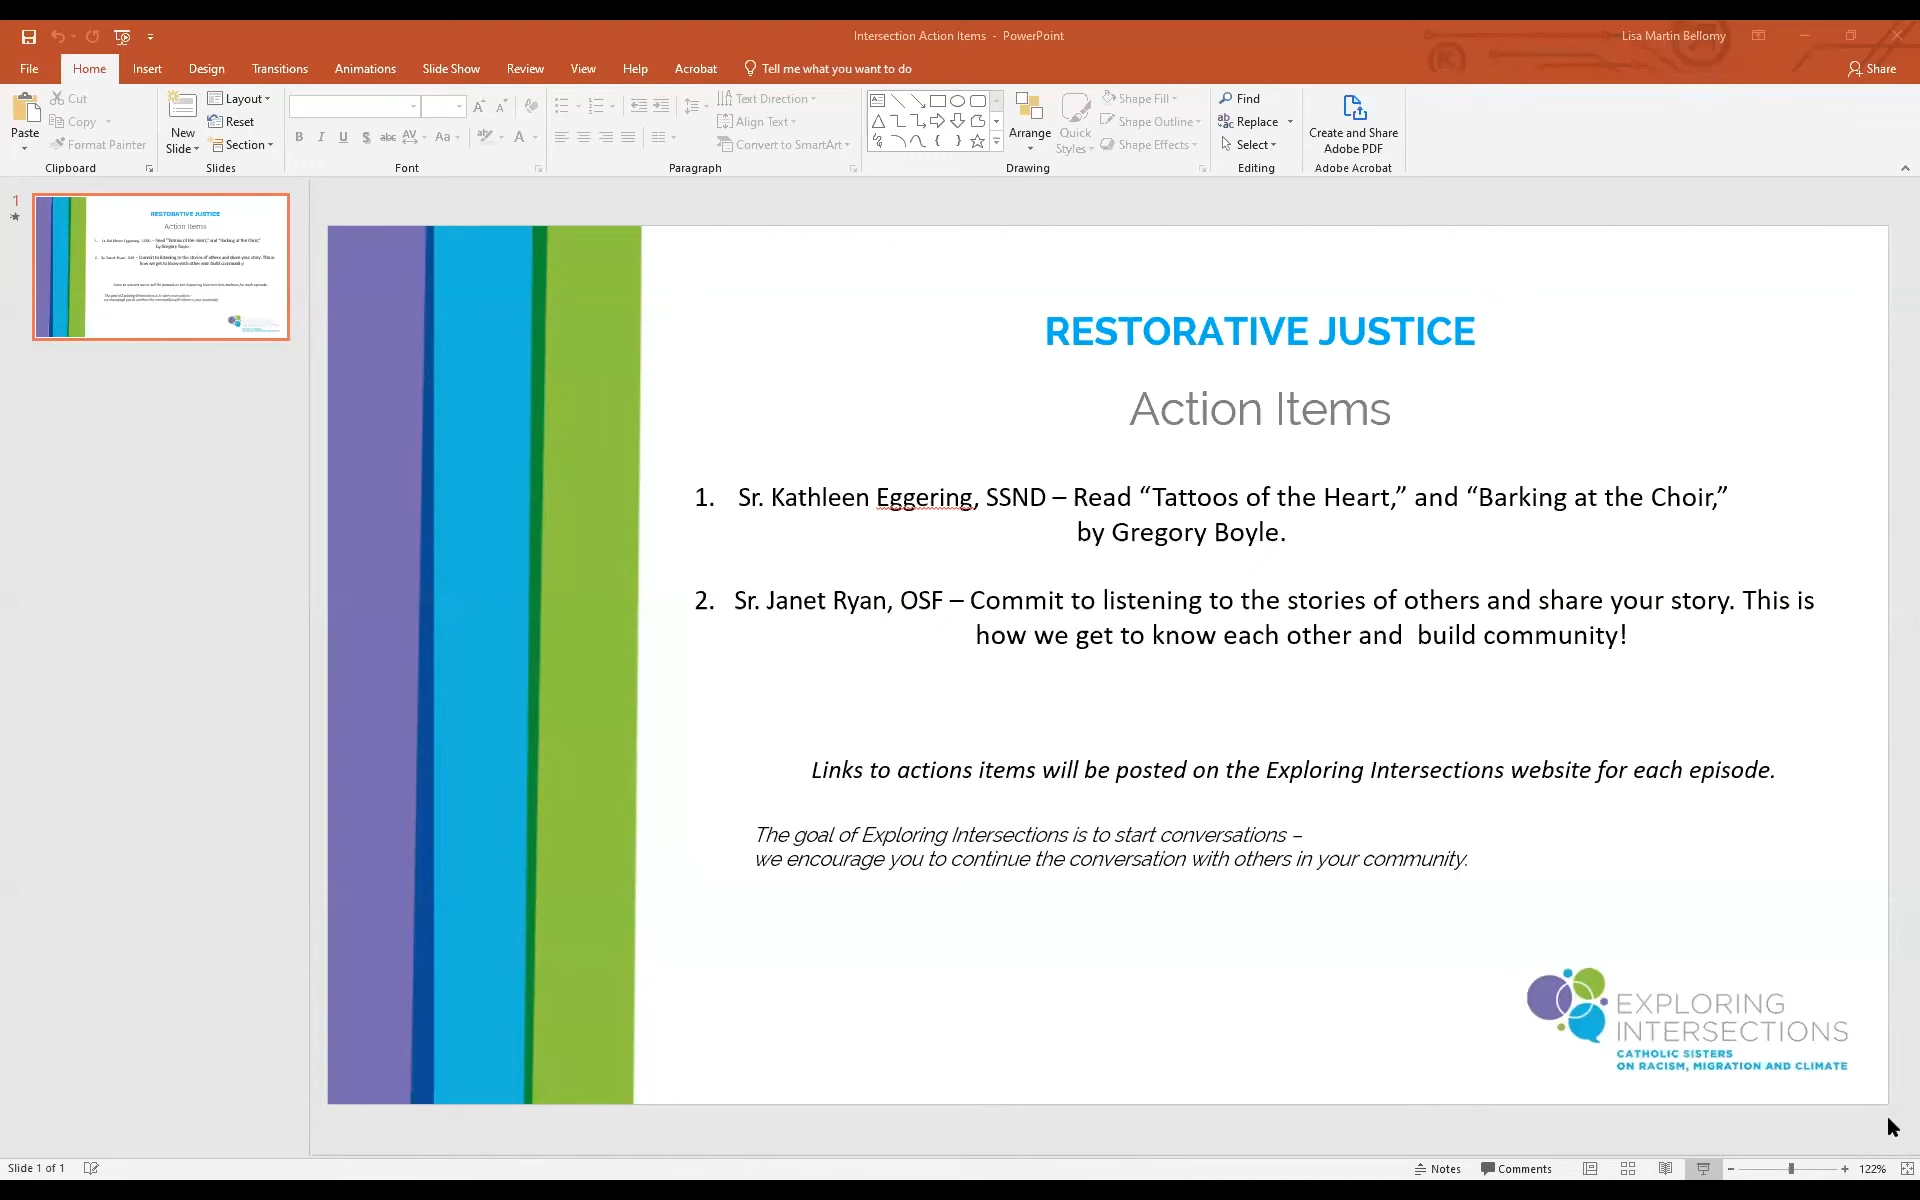 Intersection Action Items - PowerPoint
Lisa Martin Bellomy
File Home Insert Design Transitions Animations Slide Show Review View Help Acrobat Tell me what you want to do Share
Paste
Cut
Copy
Format Painter
Clipboard
New
Slide
Layout
Reset
Section
Slides
Font
Text Direction
Align Text
Convert to SmartArt
Paragraph
Arrange
Quick
Styles
Shape Fill
Shape Outline
Shape Effects
Drawing
Find
Replace
Select
Editing
Create and Share
Adobe PDF
Adobe Acrobat
1
RESTORATIVE JUSTICE
Action Items
RESTORATIVE JUSTICE
Action Items
1. Sr. Kathleen Eggering, SSND – Read “Tattoos of the Heart,” and “Barking at the Choir,”
by Gregory Boyle.
2. Sr. Janet Ryan, OSF – Commit to listening to the stories of others and share your story. This is
how we get to know each other and build community!
Links to actions items will be posted on the Exploring Intersections website for each episode.
The goal of Exploring Intersections is to start conversations –
we encourage you to continue the conversation with others in your community.
EXPLORING
INTERSECTIONS
CATHOLIC SISTERS
ON RACISM, MIGRATION AND CLIMATE
Slide 1 of 1
Notes
Comments
122%